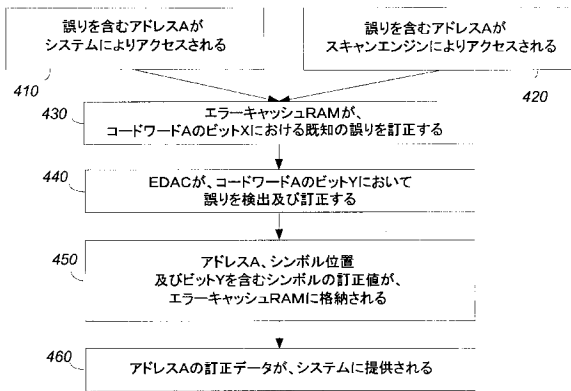 誤りを含むアドレスAが
システムによりアクセスされる
410
誤りを含むアドレスAが
スキャンエンジンによりアクセスされる
420
430
エラーキャッシュRAMが、
コードワードAのビットXにおける既知の誤りを訂正する
440
EDACが、コードワードAのビットYにおいて
誤りを検出及び訂正する
450
アドレスA、シンボル位置
及びビットYを含むシンボルの訂正値が、
エラーキャッシュRAMに格納される
460
アドレスAの訂正データが、システムに提供される